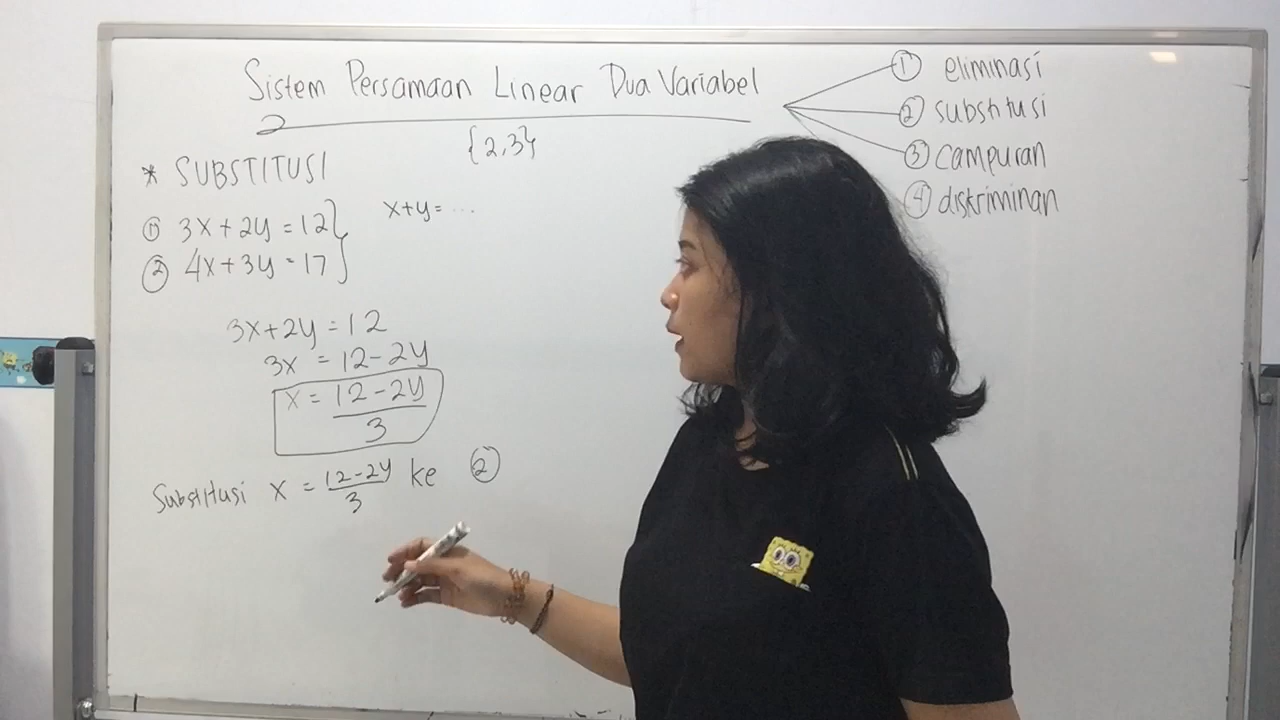 Sistem Persamaan Linear Dua Variabel
① eliminasi
② substitusi
③ campuran
④ diskriminan
{2,3}
* SUBSTITUSI
① 3x + 2y = 12
② 4x + 3y = 17
x+y= ...
3x + 2y = 12
3x = 12 - 2y
x = 12 - 2y / 3
Substitusi x = 12-2y / 3 ke ②